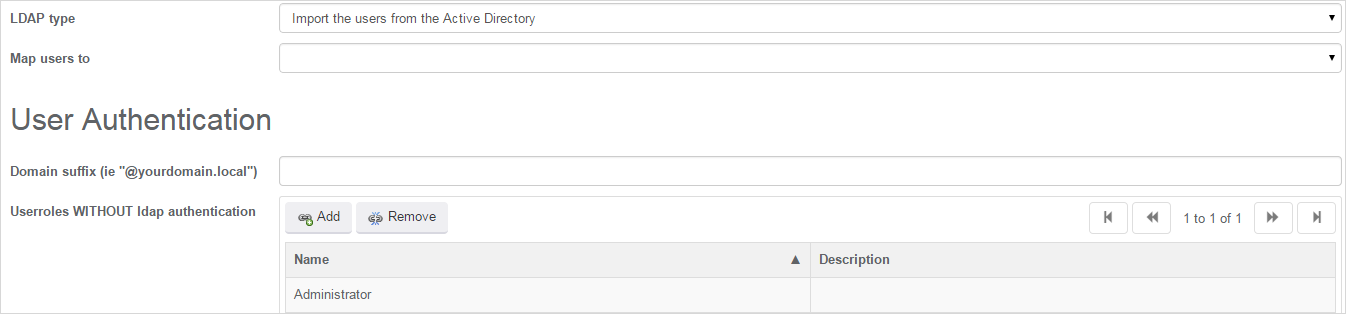 LDAP type Import the users from the Active Directory
Map users to
User Authentication
Domain suffix (ie "@yourdomain.local")
Userroles WITHOUT ldap authentication Add Remove 1 to 1 of 1
Name Description
Administrator